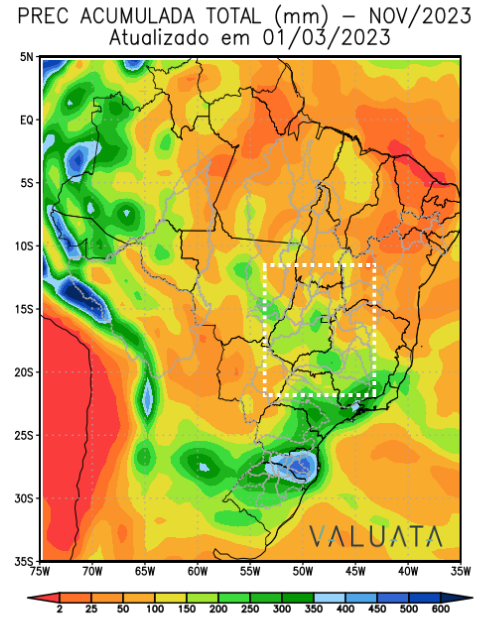 PREC ACUMULADA TOTAL (mm) – NOV/2023
Atualizado em 01/03/2023
5N
EQ
5S
10S
15S
20S
25S
30S
35S
VALUATA
75W 70W 65W 60W 55W 50W 45W 40W 35W
2 25 50 100 150 200 250 300 350 400 450 500 600